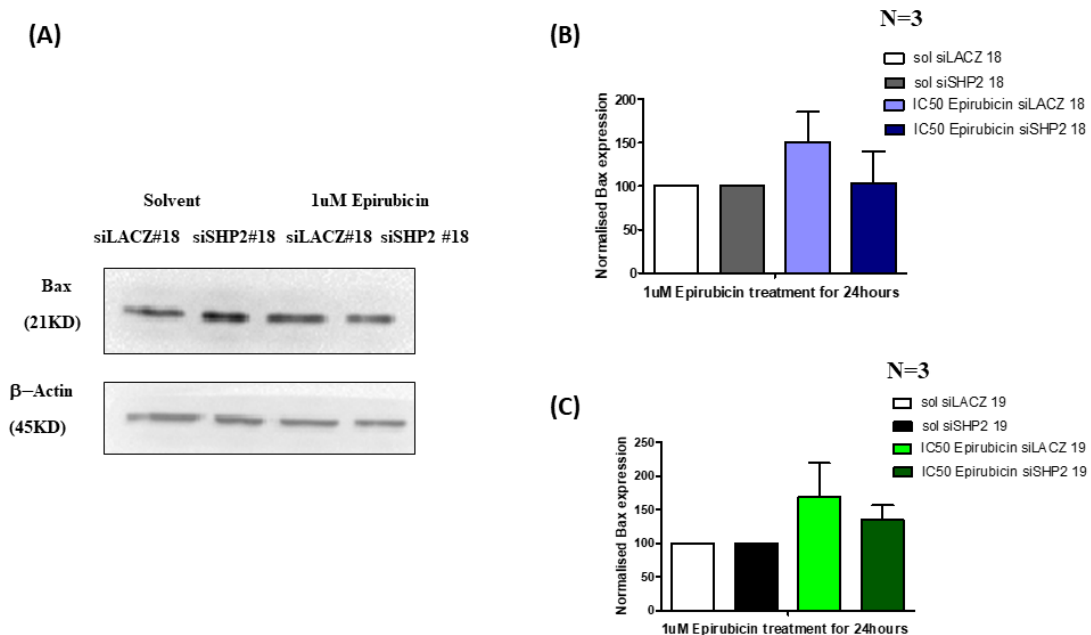 (A)
Solvent 1uM Epirubicin
siLACZ#18 siSHP2#18 siLACZ#18 siSHP2 #18
Bax
(21KD)
β–Actin
(45KD)
(B)
N=3
sol siLACZ 18
sol siSHP2 18
IC50 Epirubicin siLACZ 18
IC50 Epirubicin siSHP2 18
Normalised Bax expression
200
150
100
50
0
1uM Epirubicin treatment for 24hours
(C)
N=3
sol siLACZ 19
sol siSHP2 19
IC50 Epirubicin siLACZ 19
IC50 Epirubicin siSHP2 19
Normalised Bax expression
250
200
150
100
50
0
1uM Epirubicin treatment for 24hours